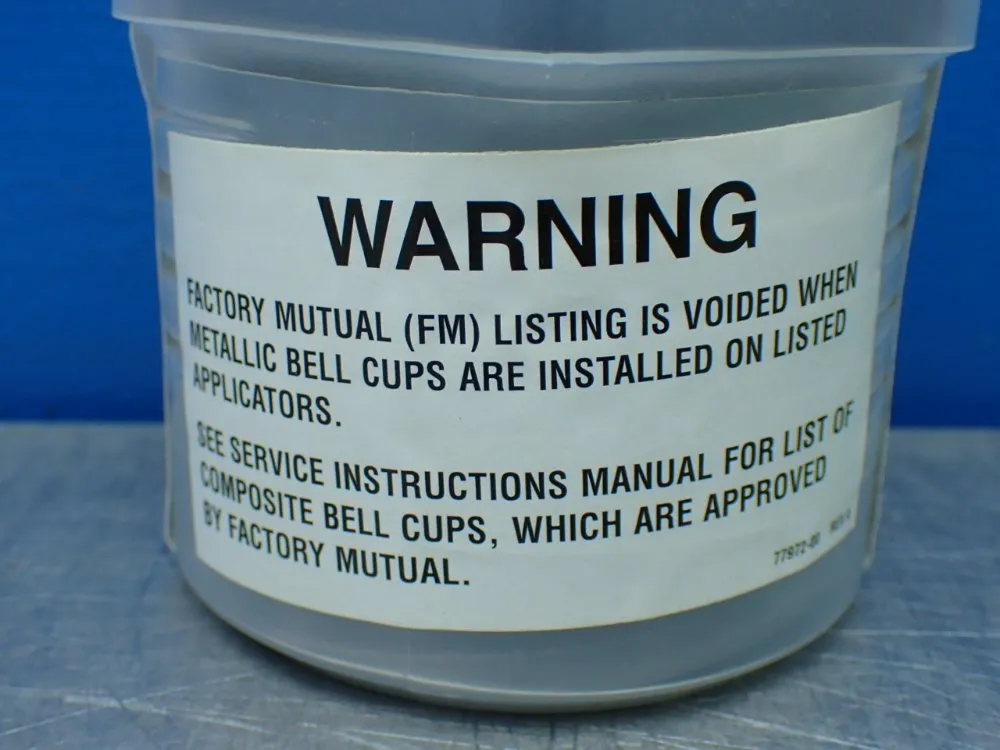 WARNING
FACTORY MUTUAL (FM) LISTING IS VOIDED WHEN
METALLIC BELL CUPS ARE INSTALLED ON LISTED
APPLICATORS.
SEE SERVICE INSTRUCTIONS MANUAL FOR LIST OF
COMPOSITE BELL CUPS, WHICH ARE APPROVED
BY FACTORY MUTUAL.